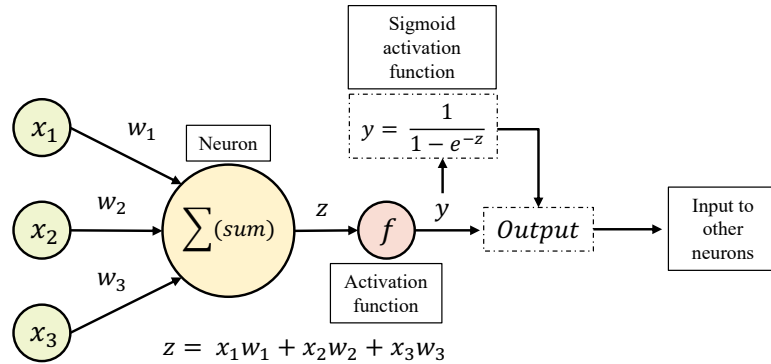 Sigmoid
activation
function
y = \frac{1}{1 - e^{-z}}
x₁
w₁
Neuron
x₂
w₂
∑(sum)
z
f
y
Output
Input to
other
neurons
w₃
x₃
Activation
function
z = x₁w₁ + x₂w₂ + x₃w₃